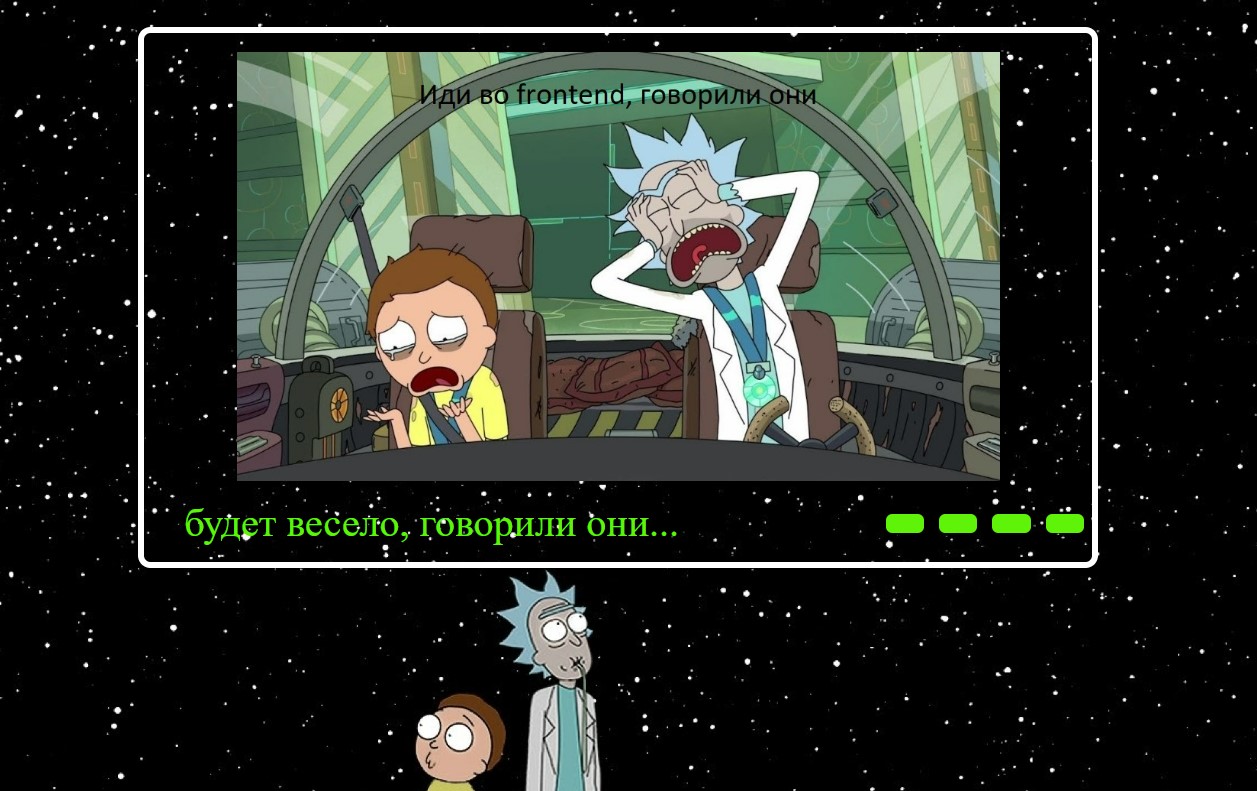 Иди во frontend, говорили они
будет весело, говорили они...